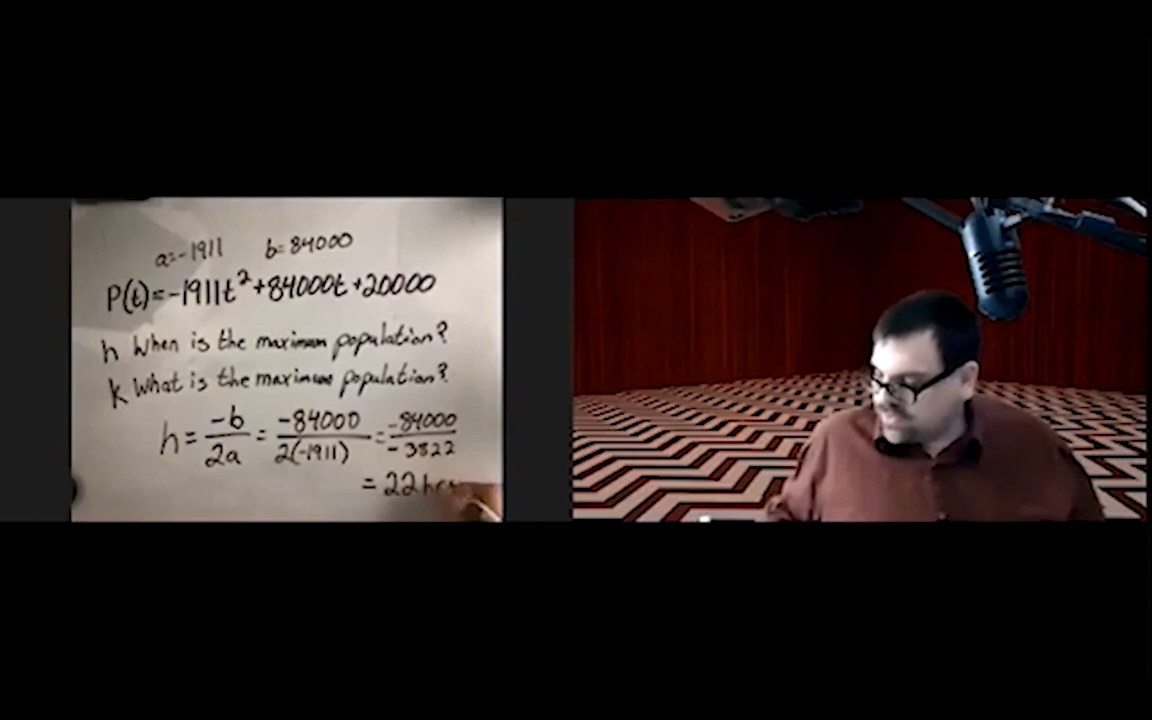 a=-1911 b=84000
P(t)=-1911t²+84000t+20000
h When is the maximum population?
k What is the maximum population?
h = -b/2a = -84000/2(-1911) = -84000/-3822
= 22 hrs